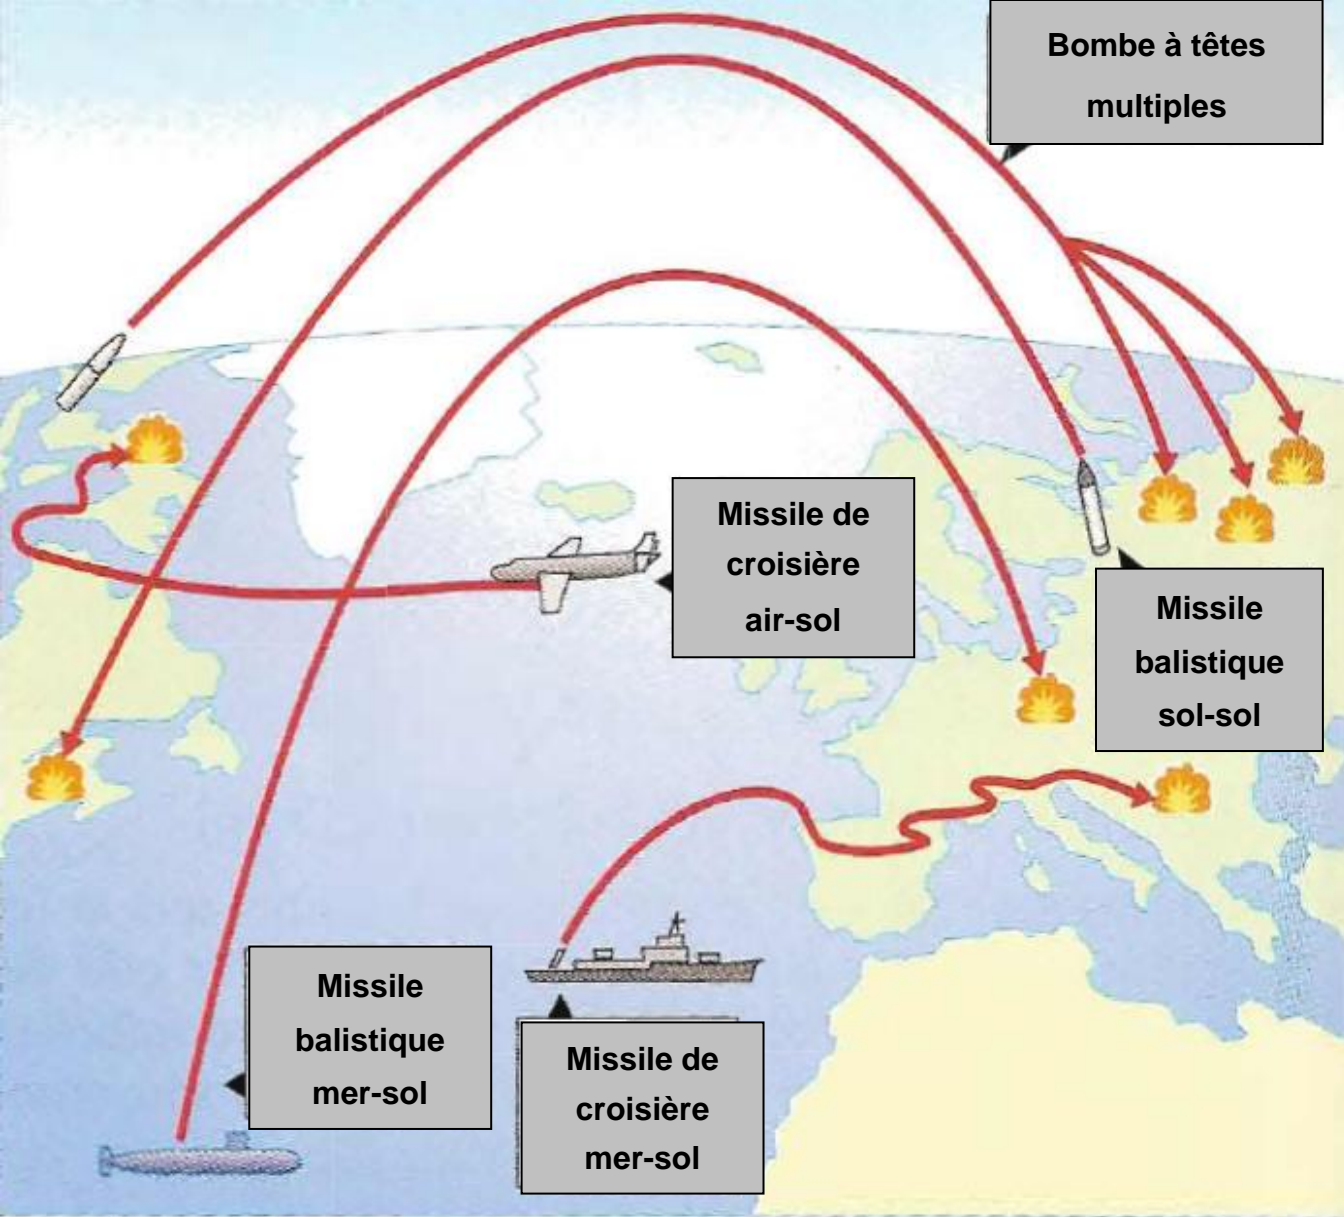 Bombe à têtes
multiples
Missile de
croisière
air-sol
Missile
balistique
sol-sol
Missile
balistique
mer-sol
Missile de
croisière
mer-sol